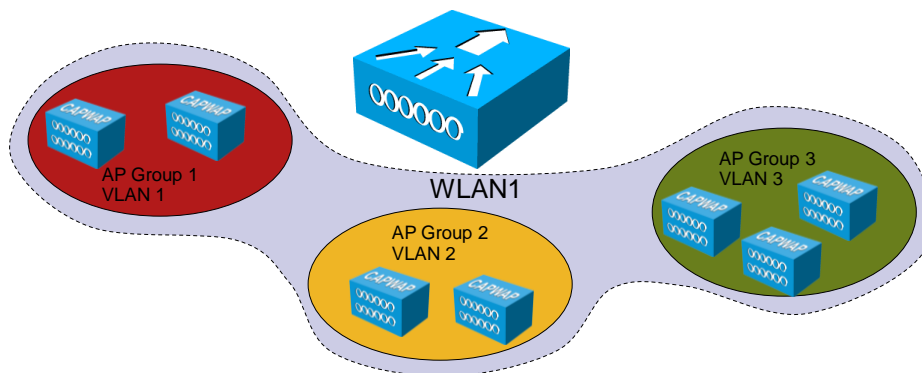 CAPWAP
CAPWAP
AP Group 1
VLAN 1
WLAN1
AP Group 2
VLAN 2
CAPWAP
CAPWAP
AP Group 3
VLAN 3
CAPWAP
CAPWAP
CAPWAP